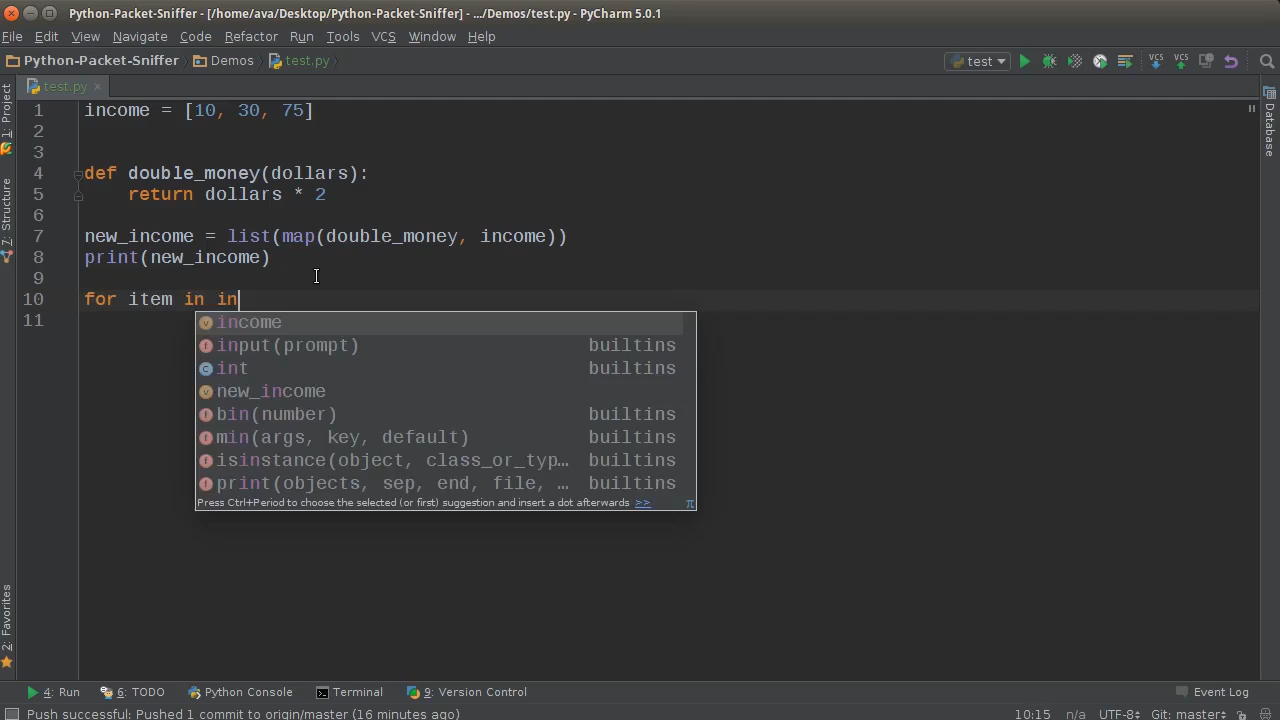 Python-Packet-Sniffer - [/home/ava/Desktop/Python-Packet-Sniffer] - .../Demos/test.py - PyCharm 5.0.1
File Edit View Navigate Code Refactor Run Tools VCS Window Help
Python-Packet-Sniffer Demos test.py test VCS VCS
test.py
1: Project
7: Structure
2: Favorites
Database
1 income = [10, 30, 75]
2
3
4 def double_money(dollars):
5 return dollars * 2
6
7 new_income = list(map(double_money, income))
8 print(new_income)
9
10 for item in in
11
income
input(prompt) builtins
int builtins
new_income
bin(number) builtins
min(args, key, default) builtins
isinstance(object, class_or_typ… builtins
print(objects, sep, end, file, … builtins
Press Ctrl+Period to choose the selected (or first) suggestion and insert a dot afterwards >> π
4: Run 6: TODO Python Console Terminal 9: Version Control Event Log
Push successful: Pushed 1 commit to origin/master (16 minutes ago) 10:15 n/a UTF-8 Git: master